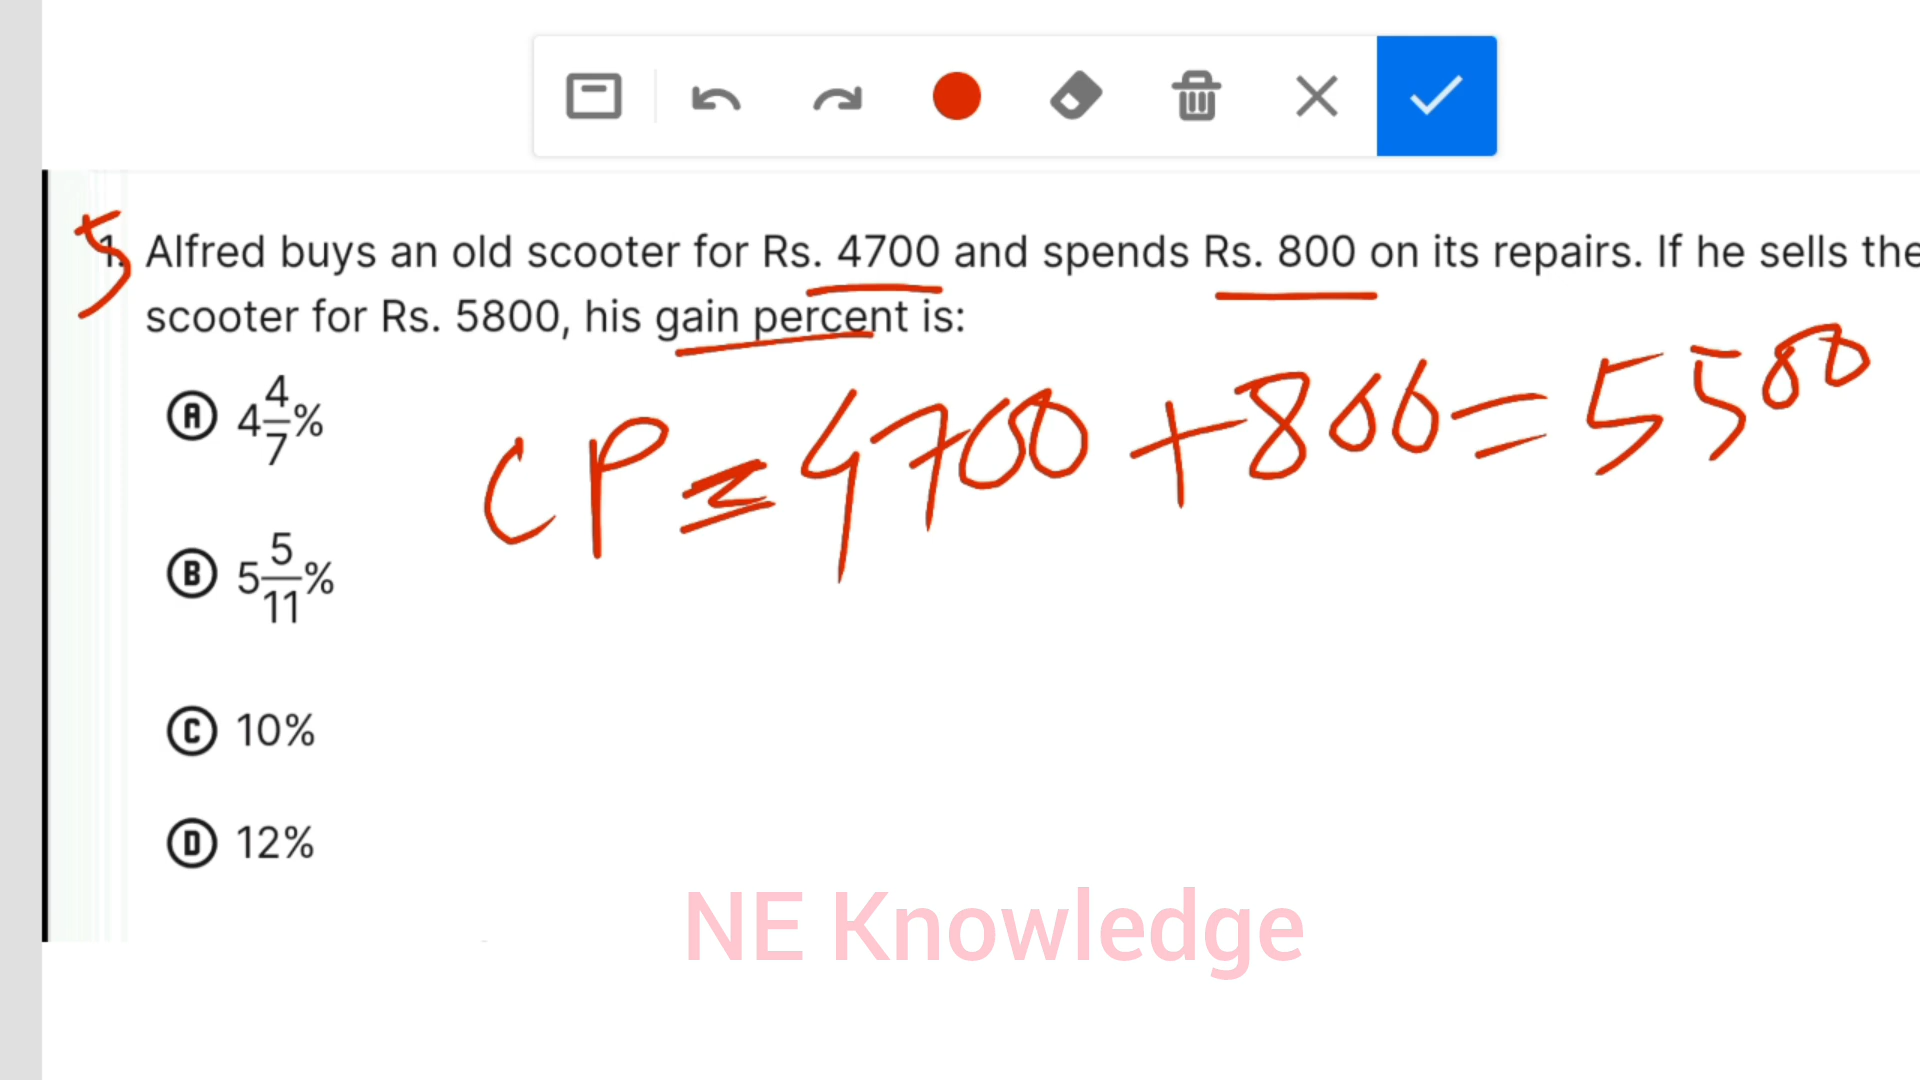 5
1. Alfred buys an old scooter for Rs. 4700 and spends Rs. 800 on its repairs. If he sells the
scooter for Rs. 5800, his gain percent is:
A 4 4/7%
CP = 4700 + 800 = 5500
B 5 5/11%
C 10%
D 12%
NE Knowledge